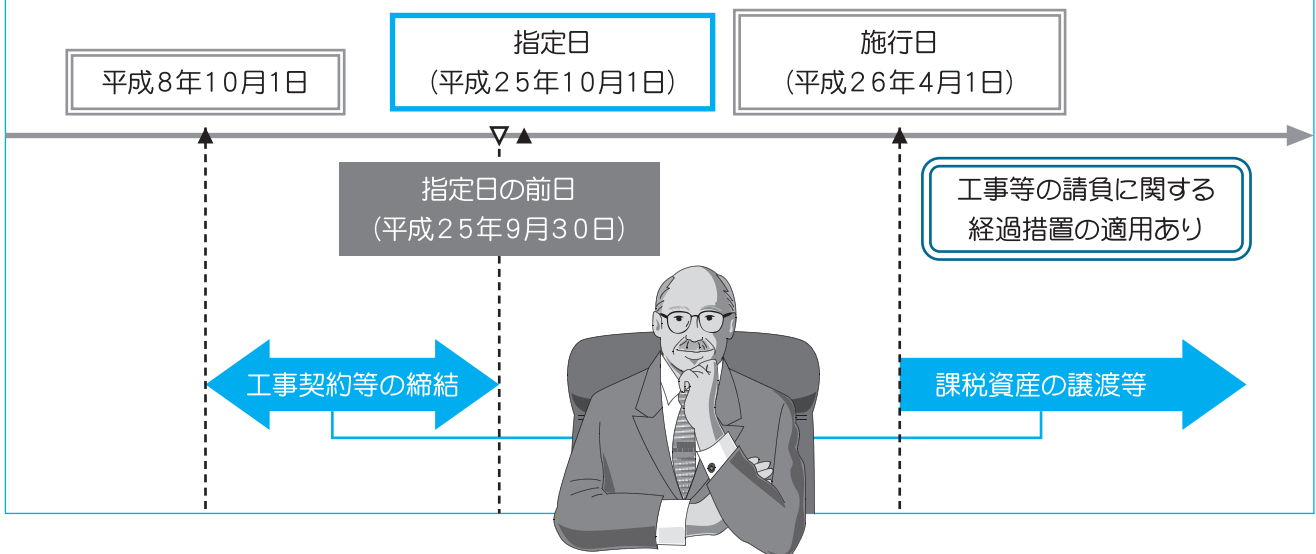 平成8年10月1日
指定日
（平成25年10月1日）
施行日
（平成26年4月1日）
指定日の前日
（平成25年9月30日）
工事等の請負に関する
経過措置の適用あり
工事契約等の締結
課税資産の譲渡等